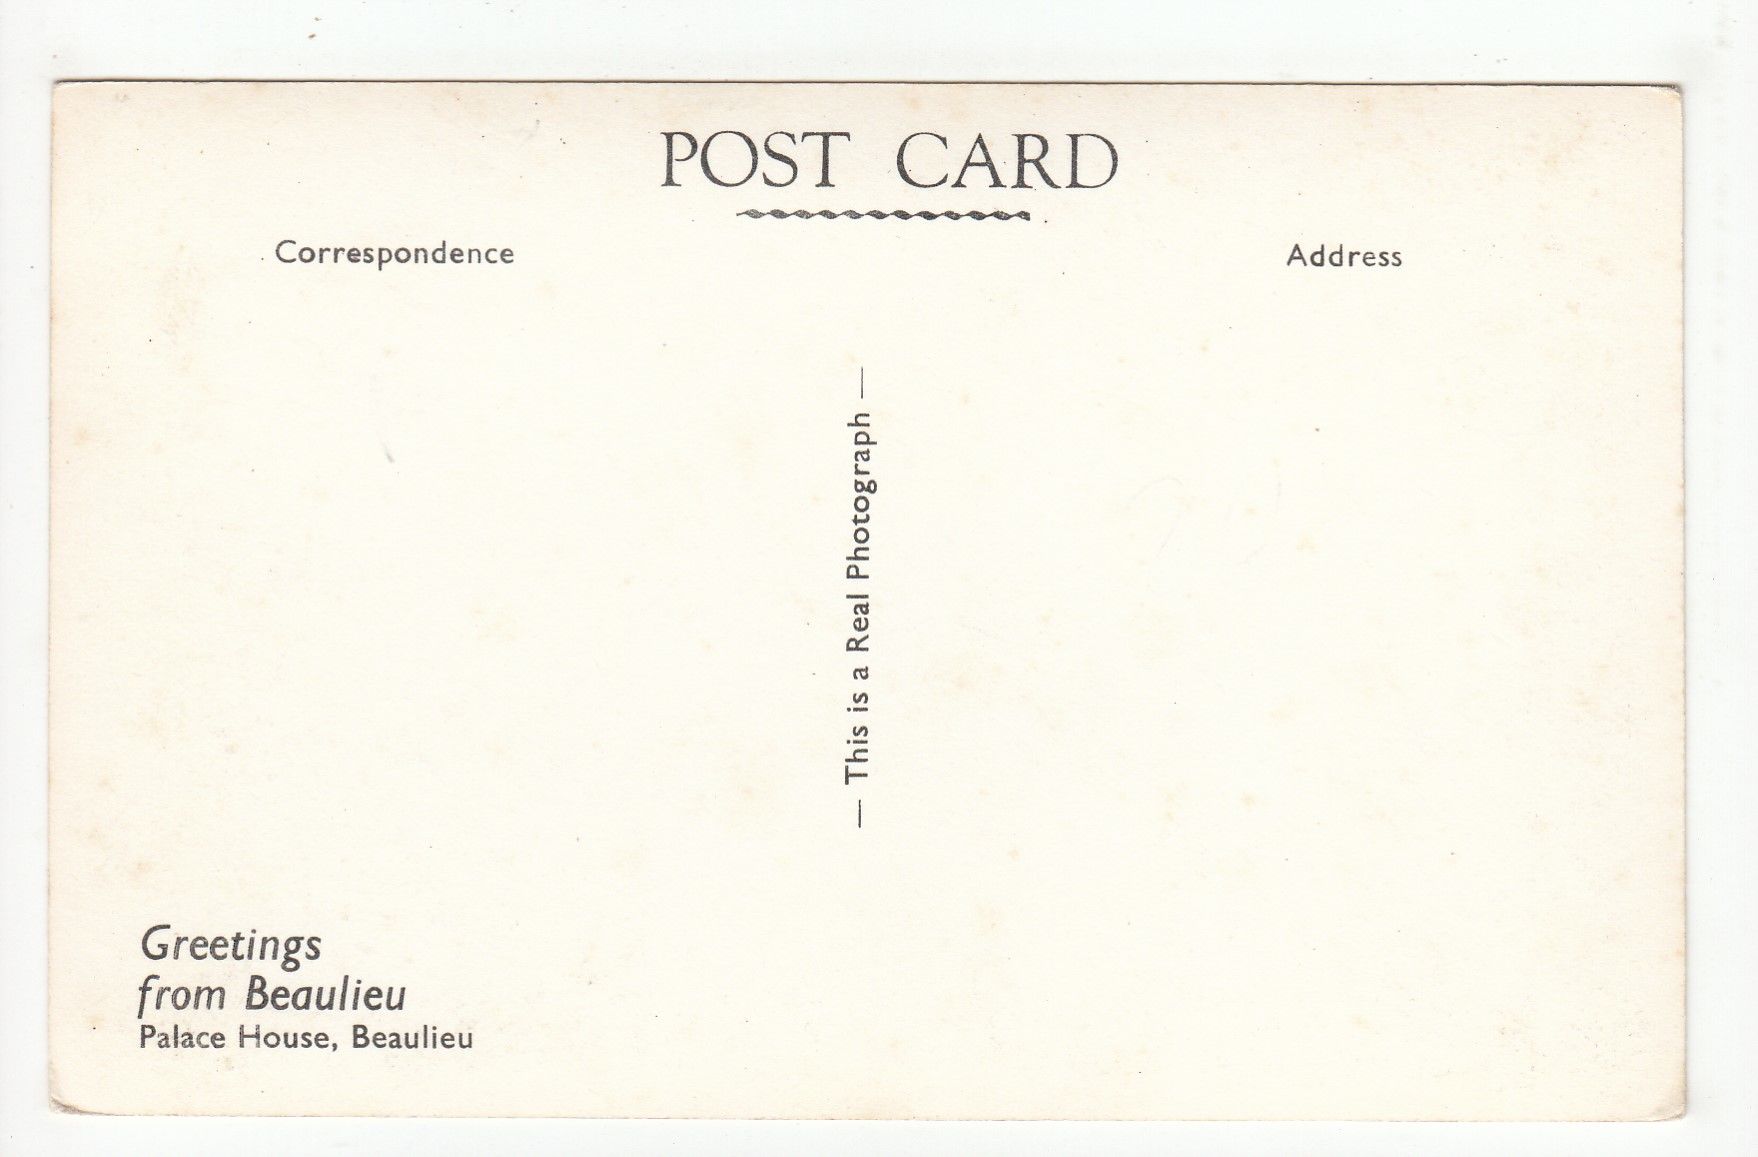 POST CARD
Correspondence
Address
— This is a Real Photograph —
Greetings
from Beaulieu
Palace House, Beaulieu